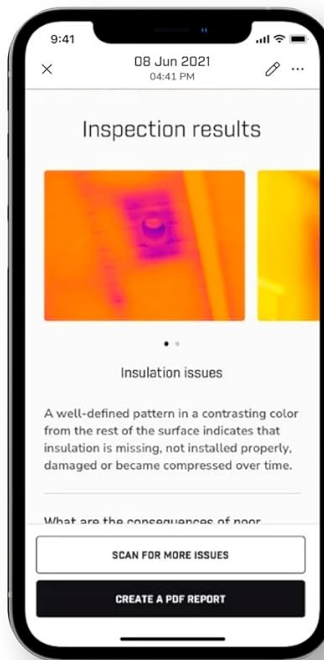 9:41
08 Jun 2021
04:41 PM
Inspection results
Insulation issues
A well-defined pattern in a contrasting color
from the rest of the surface indicates that
insulation is missing, not installed properly,
damaged or became compressed over time.
What are the consequences of poor
SCAN FOR MORE ISSUES
CREATE A PDF REPORT